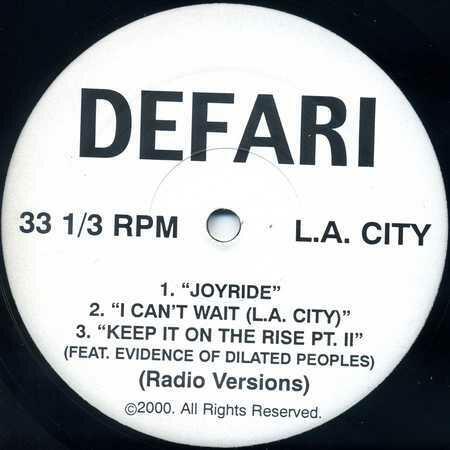 DEFARI
33 1/3 RPM L.A. CITY
1. “JOYRIDE”
2. “I CAN’T WAIT (L.A. CITY)”
3. “KEEP IT ON THE RISE PT. II”
(FEAT. EVIDENCE OF DILATED PEOPLES)
(Radio Versions)
©2000. All Rights Reserved.